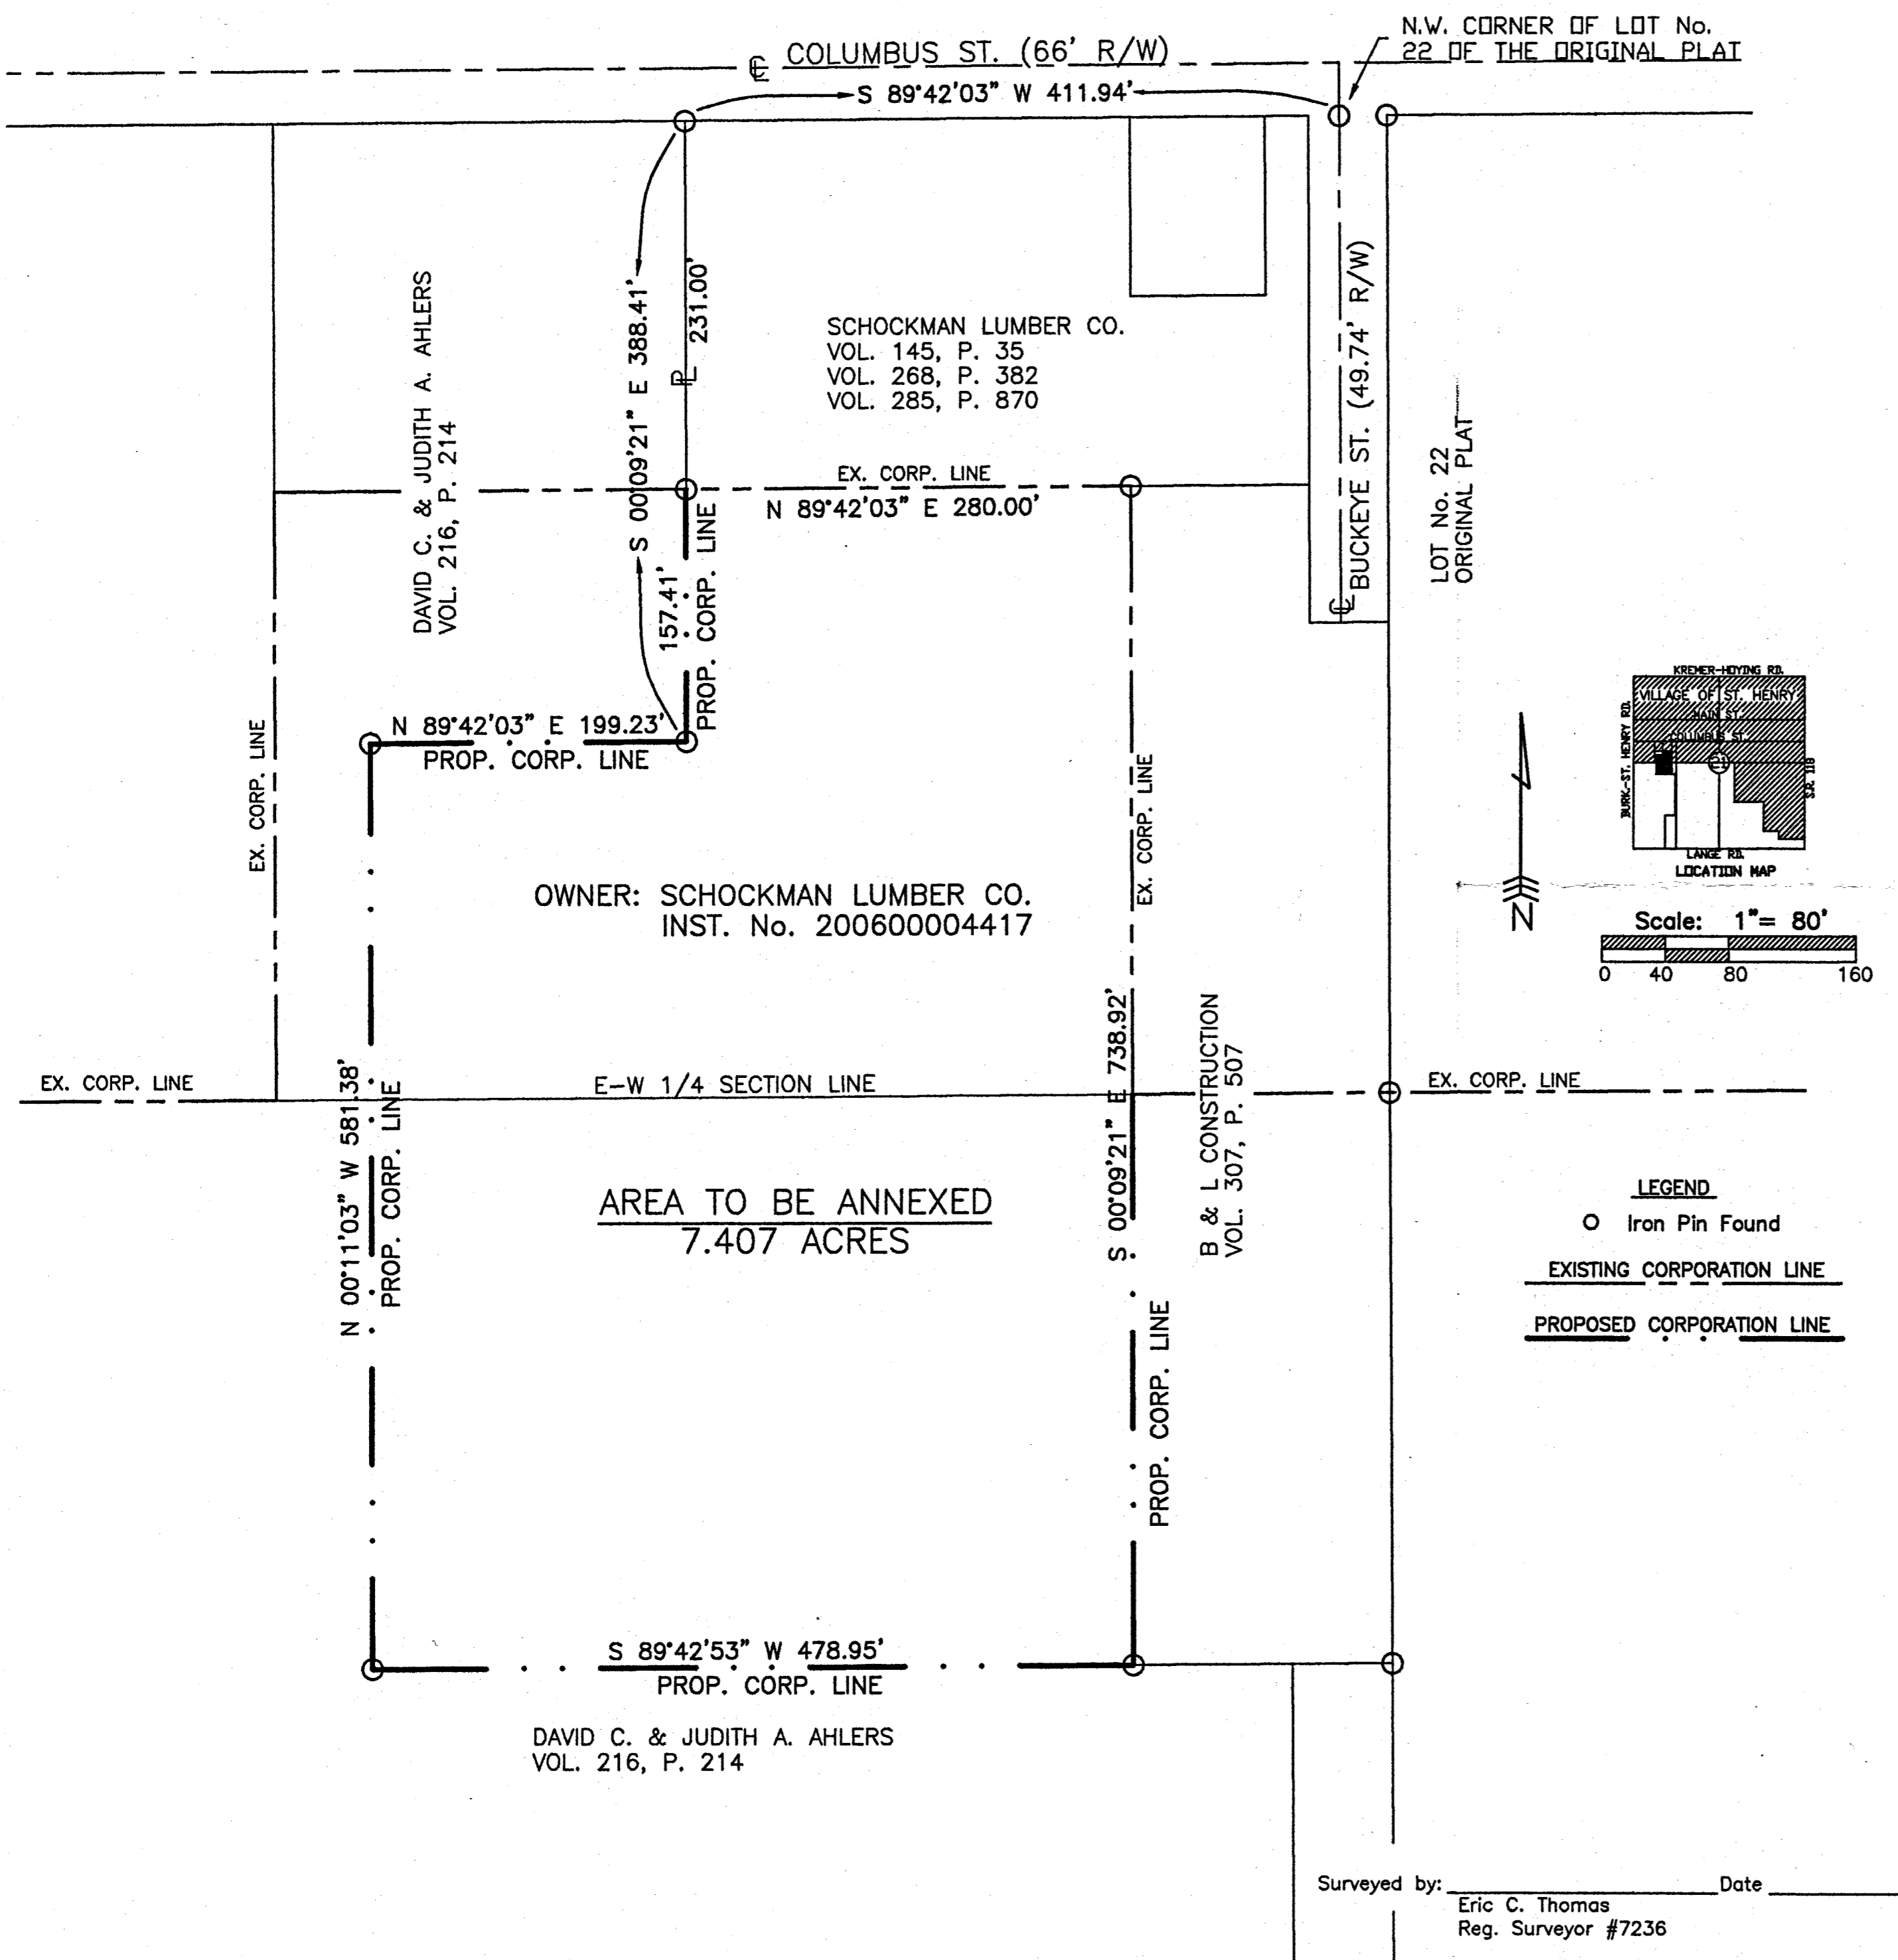 N.W. CORNER OF LOT No.
22 OF THE ORIGINAL PLAT
COLUMBUS ST. (66' R/W)
S 89°42'03" W 411.94'
DAVID C. & JUDITH A. AHLERS
VOL. 216, P. 214
S 00°09'21" E 388.41'
231.00'
SCHOCKMAN LUMBER CO.
VOL. 145, P. 35
VOL. 268, P. 382
VOL. 285, P. 870
BUCKEYE ST. (49.74' R/W)
LOT No. 22
ORIGINAL PLAT
EX. CORP. LINE
N 89°42'03" E 280.00'
157.41'
PROP. CORP. LINE
N 89°42'03" E 199.23'
PROP. CORP. LINE
EX. CORP. LINE
EX. CORP. LINE
KREMER-HOYING RD.
VILLAGE OF ST. HENRY
MAIN ST.
COLUMBUS ST.
BURK.-ST. HENRY RD.
21
S.R. 118
LANGE RD.
LOCATION MAP
N
Scale: 1"= 80'
0 40 80 160
OWNER: SCHOCKMAN LUMBER CO.
INST. No. 200600004417
S 00°09'21" E 738.92'
B & L CONSTRUCTION
VOL. 307, P. 507
EX. CORP. LINE
E-W 1/4 SECTION LINE
EX. CORP. LINE
N 00°11'03" W 581.38'
PROP. CORP. LINE
AREA TO BE ANNEXED
7.407 ACRES
PROP. CORP. LINE
LEGEND
Iron Pin Found
EXISTING CORPORATION LINE
PROPOSED CORPORATION LINE
S 89°42'53" W 478.95'
PROP. CORP. LINE
DAVID C. & JUDITH A. AHLERS
VOL. 216, P. 214
Surveyed by: Date
Eric C. Thomas
Reg. Surveyor #7236